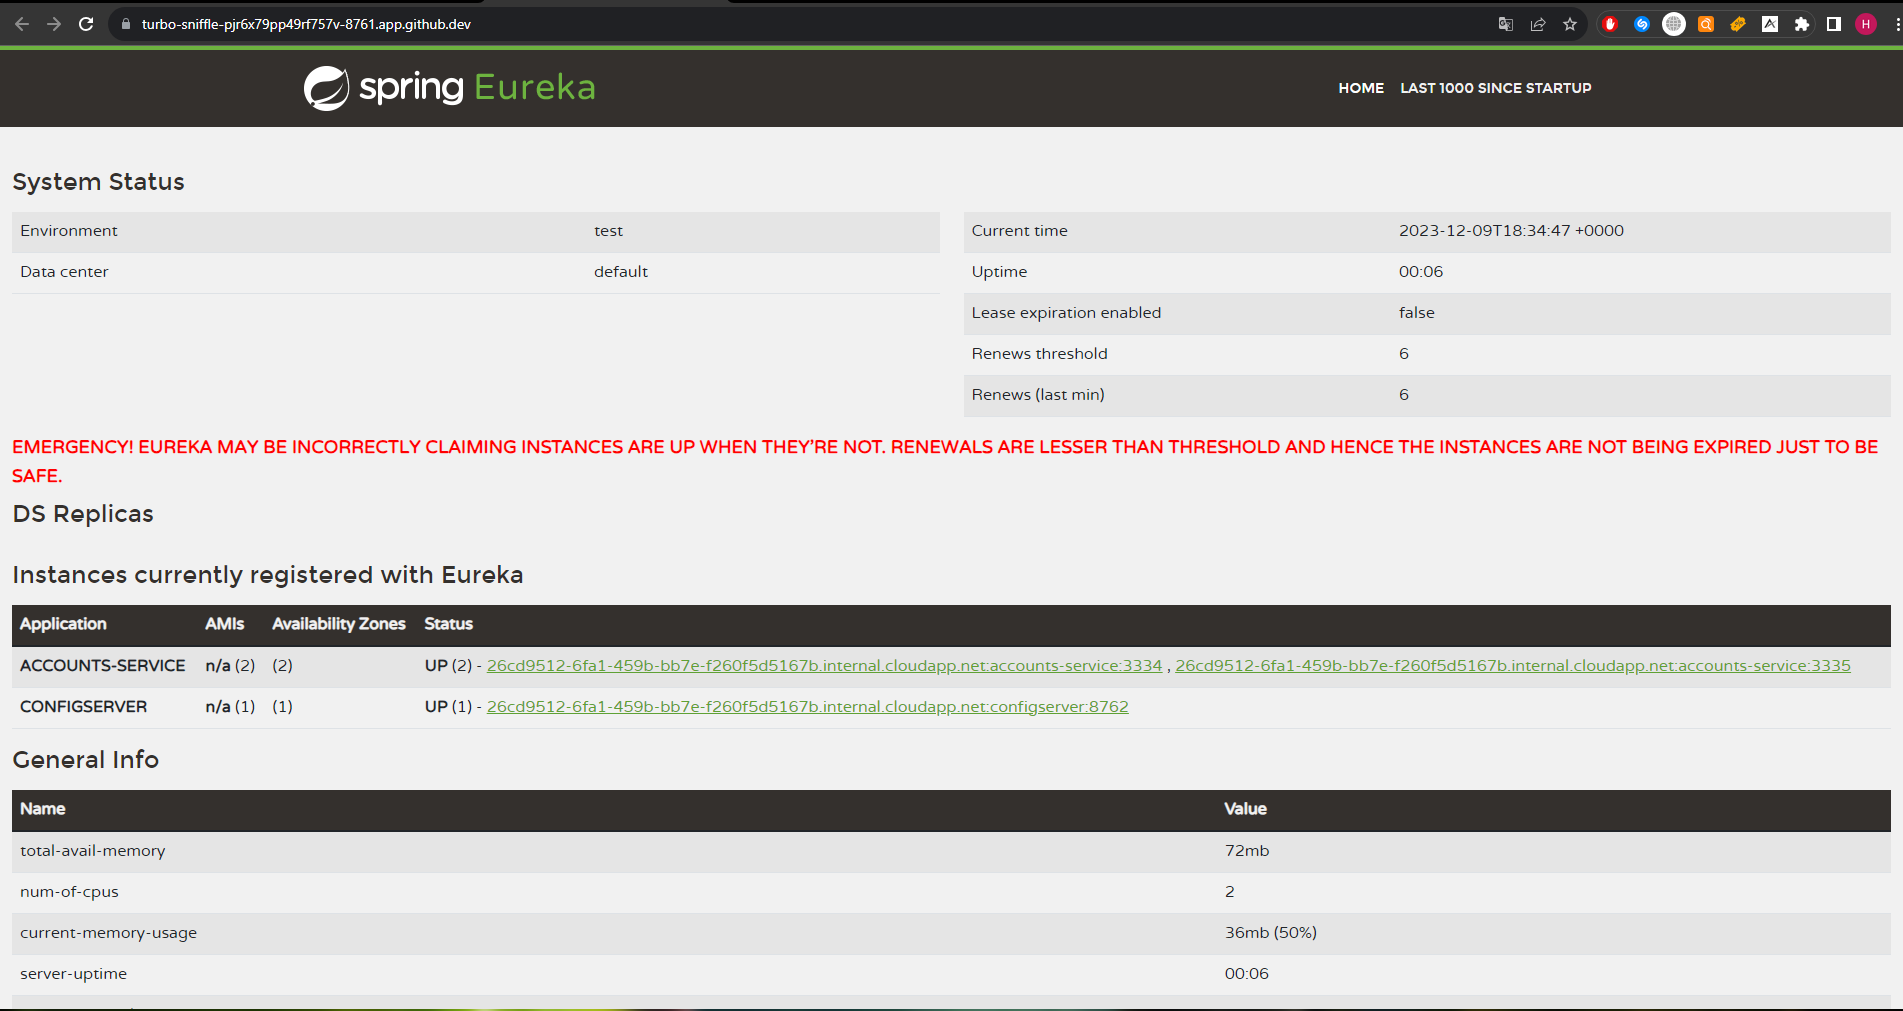 turbo-sniffle-pjr6x79pp49rf757v-8761.app.github.dev
H
spring Eureka
HOME LAST 1000 SINCE STARTUP
System Status
Environment test
Data center default
Current time 2023-12-09T18:34:47 +0000
Uptime 00:06
Lease expiration enabled false
Renews threshold 6
Renews (last min) 6
EMERGENCY! EUREKA MAY BE INCORRECTLY CLAIMING INSTANCES ARE UP WHEN THEY'RE NOT. RENEWALS ARE LESSER THAN THRESHOLD AND HENCE THE INSTANCES ARE NOT BEING EXPIRED JUST TO BE
SAFE.
DS Replicas
Instances currently registered with Eureka
Application AMIs Availability Zones Status
ACCOUNTS-SERVICE n/a (2) (2) UP (2) - 26cd9512-6fa1-459b-bb7e-f260f5d5167b.internal.cloudapp.net:accounts-service:3334 , 26cd9512-6fa1-459b-bb7e-f260f5d5167b.internal.cloudapp.net:accounts-service:3335
CONFIGSERVER n/a (1) (1) UP (1) - 26cd9512-6fa1-459b-bb7e-f260f5d5167b.internal.cloudapp.net:configserver:8762
General Info
Name Value
total-avail-memory 72mb
num-of-cpus 2
current-memory-usage 36mb (50%)
server-uptime 00:06